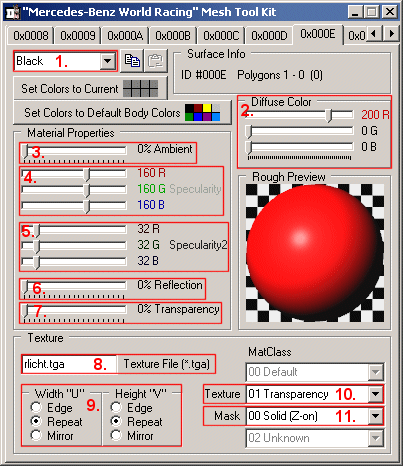 "Mercedes-Benz World Racing" Mesh Tool Kit
0x0008 0x0009 0x000A 0x000B 0x000C 0x000D 0x000E 0x0
Black 1.
Surface Info
ID #000E Polygons 1 - 0 (0)
Set Colors to Current
Set Colors to Default Body Colors
2. Diffuse Color
200 R
0 G
0 B
Material Properties
3. 0% Ambient
4. 160 R
160 G Specularity
160 B
5. 32 R
32 G Specularity2
32 B
6. 0% Reflection
7. 0% Transparency
Rough Preview
Texture
rlicht.tga 8. Texture File (*.tga)
MatClass
00 Default
Width "U" 9. Height "V"
Edge Edge
Repeat Repeat
Mirror Mirror
Texture 01 Transparency 10.
Mask 00 Solid (Z-on) 11.
02 Unknown